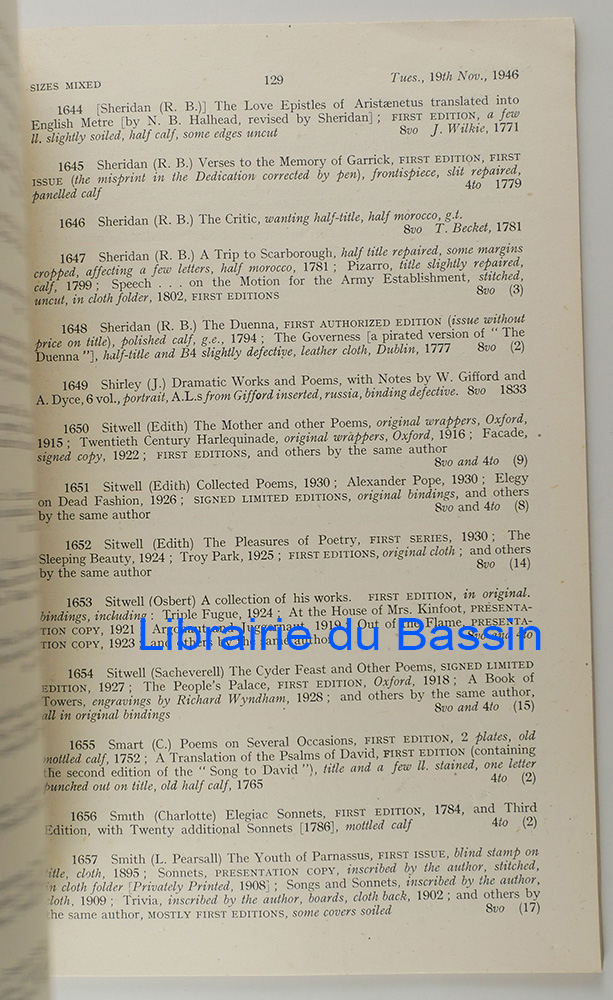 SIZES MIXED 129 Tues., 19th Nov., 1946
1644 [Sheridan (R. B.)] The Love Epistles of Aristænetus translated into
English Metre [by N. B. Halhead, revised by Sheridan] ; FIRST EDITION, a few
ll. slightly soiled, half calf, some edges uncut 8vo J. Wilkie, 1771
1645 Sheridan (R. B.) Verses to the Memory of Garrick, FIRST EDITION, FIRST
ISSUE (the misprint in the Dedication corrected by pen), frontispiece, slit repaired,
panelled calf 4to 1779
1646 Sheridan (R. B.) The Critic, wanting half-title, half morocco, g.t.
8vo T. Becket, 1781
1647 Sheridan (R. B.) A Trip to Scarborough, half title repaired, some margins
cropped, affecting a few letters, half morocco, 1781 ; Pizarro, title slightly repaired,
calf, 1799 ; Speech . . . on the Motion for the Army Establishment, stitched,
uncut, in cloth folder, 1802, FIRST EDITIONS 8vo (3)
1648 Sheridan (R. B.) The Duenna, FIRST AUTHORIZED EDITION (issue without
price on title), polished calf, g.e., 1794 ; The Governess [a pirated version of " The
Duenna "], half-title and B4 slightly defective, leather cloth, Dublin, 1777 8vo (2)
1649 Shirley (J.) Dramatic Works and Poems, with Notes by W. Gifford and
A. Dyce, 6 vol., portrait, A.L.s from Gifford inserted, russia, binding defective. 8vo 1833
1650 Sitwell (Edith) The Mother and other Poems, original wrappers, Oxford,
1915 ; Twentieth Century Harlequinade, original wrappers, Oxford, 1916 ; Facade,
signed copy, 1922 ; FIRST EDITIONS, and others by the same author
8vo and 4to (9)
1651 Sitwell (Edith) Collected Poems, 1930 ; Alexander Pope, 1930 ; Elegy
on Dead Fashion, 1926 ; SIGNED LIMITED EDITIONS, original bindings, and others
by the same author 8vo and 4to (8)
1652 Sitwell (Edith) The Pleasures of Poetry, FIRST SERIES, 1930 ; The
Sleeping Beauty, 1924 ; Troy Park, 1925 ; FIRST EDITIONS, original cloth ; and others
by the same author 8vo (14)
1653 Sitwell (Osbert) A collection of his works. FIRST EDITION, in original.
bindings, including : Triple Fugue, 1924 ; At the House of Mrs. Kinfoot, PRESENTA-
TION COPY, 1921 ; Argonaut and Juggernaut, 1919 ; Out of the Flame, PRESENTA-
TION COPY, 1923 ; and others by the same author 8vo and 4to
Librairie du Bassin
1654 Sitwell (Sacheverell) The Cyder Feast and Other Poems, SIGNED LIMITED
EDITION, 1927 ; The People's Palace, FIRST EDITION, Oxford, 1918 ; A Book of
Towers, engravings by Richard Wyndham, 1928 ; and others by the same author,
all in original bindings 8vo and 4to (15)
1655 Smart (C.) Poems on Several Occasions, FIRST EDITION, 2 plates, old
mottled calf, 1752 ; A Translation of the Psalms of David, FIRST EDITION (containing
the second edition of the " Song to David "), title and a few ll. stained, one letter
punched out on title, old half calf, 1765 4to (2)
1656 Smith (Charlotte) Elegiac Sonnets, FIRST EDITION, 1784, and Third
Edition, with Twenty additional Sonnets [1786], mottled calf 4to (2)
1657 Smith (L. Pearsall) The Youth of Parnassus, FIRST ISSUE, blind stamp on
title, cloth, 1895 ; Sonnets, PRESENTATION COPY, inscribed by the author, stitched,
in cloth folder [Privately Printed, 1908] ; Songs and Sonnets, inscribed by the author,
cloth, 1909 ; Trivia, inscribed by the author, boards, cloth back, 1902 ; and others by
the same author, MOSTLY FIRST EDITIONS, some covers soiled 8vo (17)